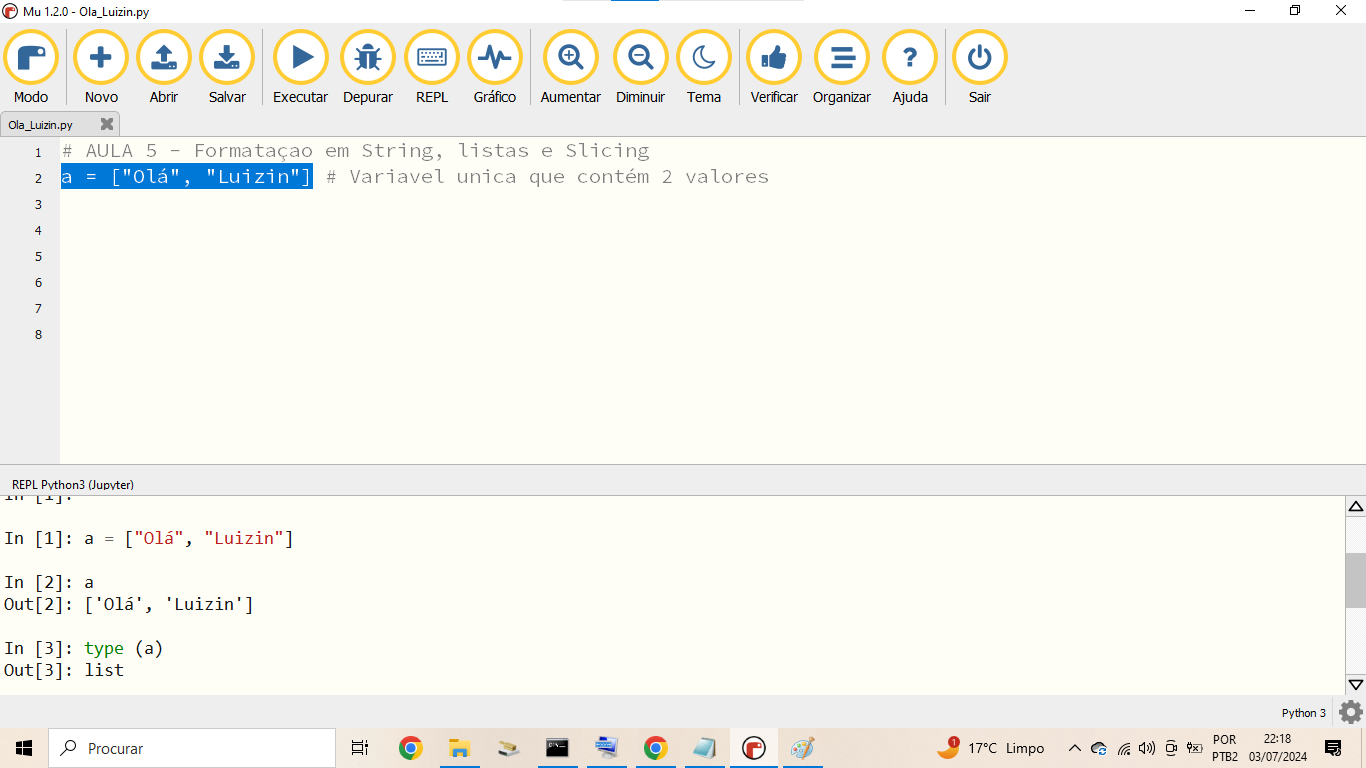 Mu 1.2.0 - Ola_Luizin.py
Modo Novo Abrir Salvar Executar Depurar REPL Gráfico Aumentar Diminuir Tema Verificar Organizar Ajuda Sair
Ola_Luizin.py
1 # AULA 5 - Formataçao em String, listas e Slicing
2 a = ["Olá", "Luizin"] # Variavel unica que contém 2 valores
3
4
5
6
7
8
REPL Python3 (Jupyter)
In [1]:
In [1]: a = ["Olá", "Luizin"]
In [2]: a
Out[2]: ['Olá', 'Luizin']
In [3]: type (a)
Out[3]: list
Python 3
Procurar
1
17°C Limpo
POR
PTB2
22:18
03/07/2024